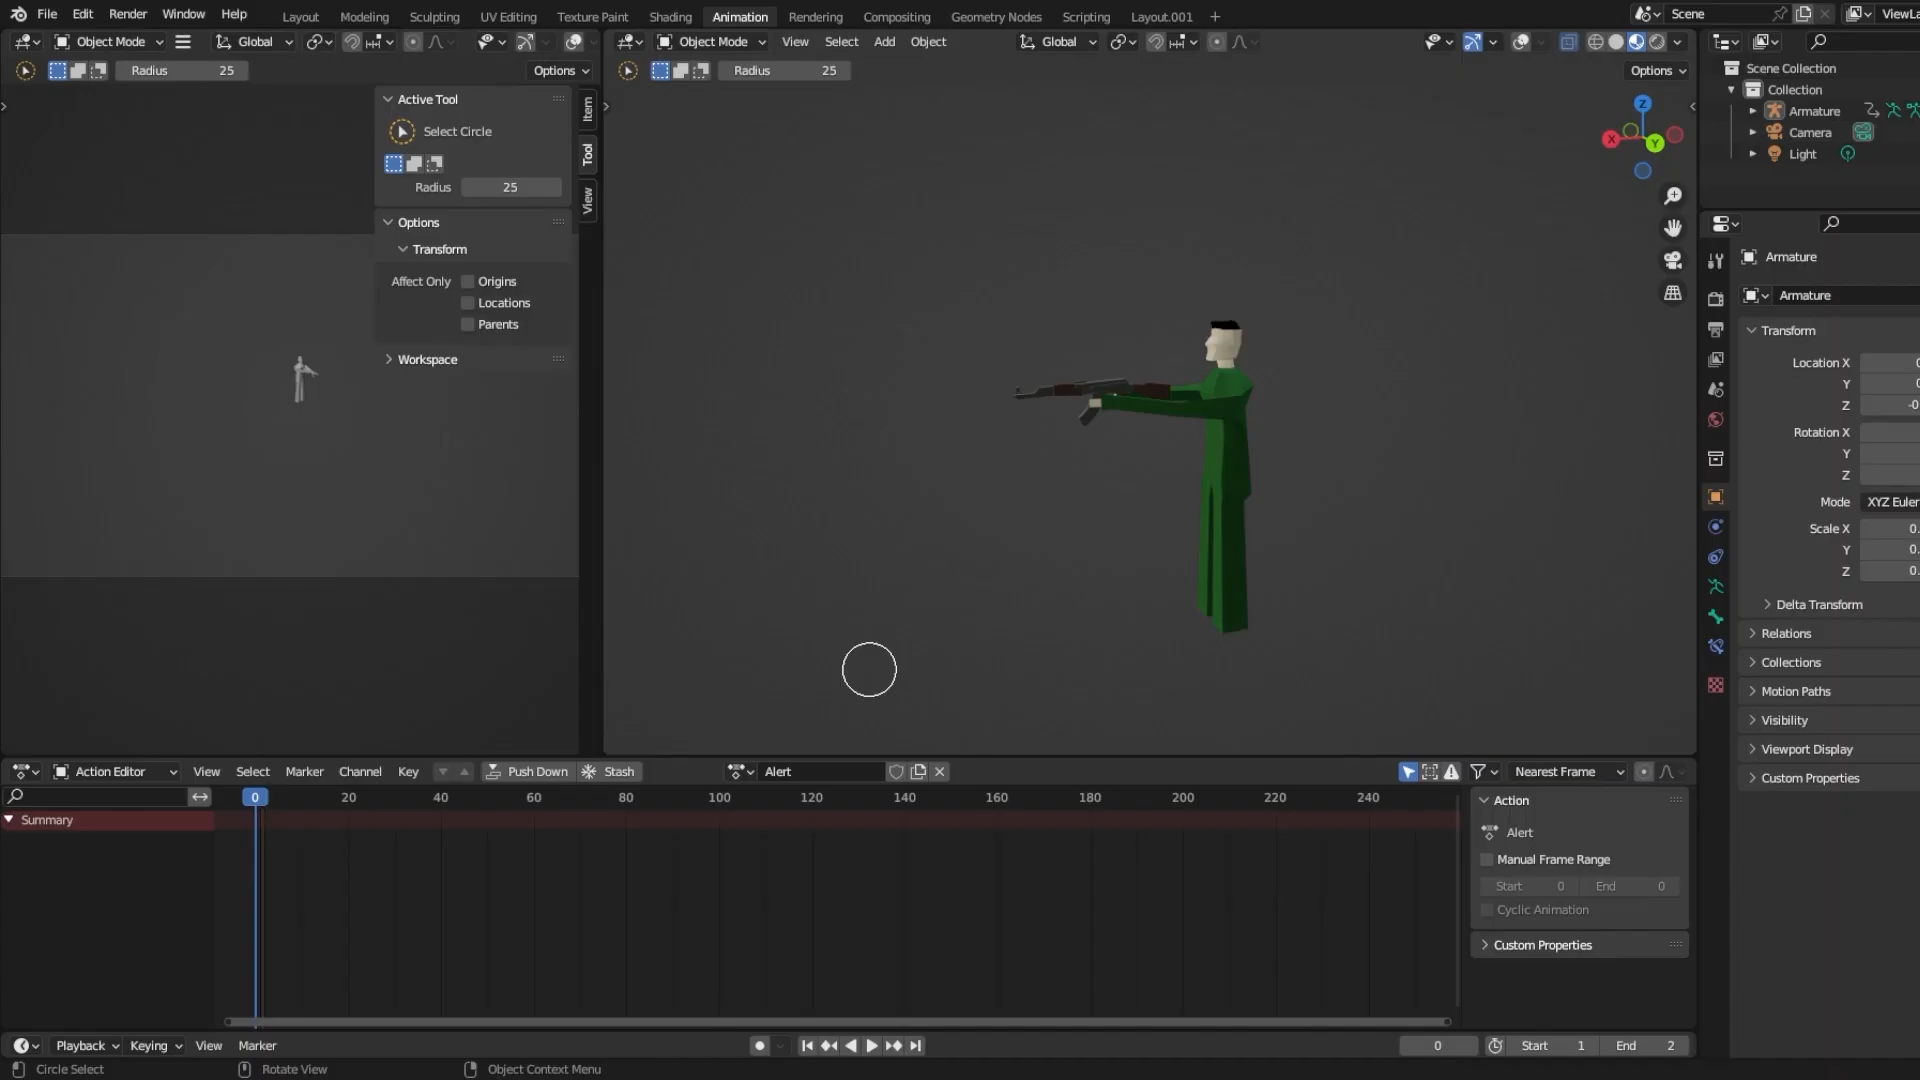 File Edit Render Window Help Layout Modeling Sculpting UV Editing Texture Paint Shading Animation Rendering Compositing Geometry Nodes Scripting Layout.001 + Scene
Object Mode Global Object Mode View Select Add Object Global
Radius 25 Options Radius 25 Options
Scene Collection
Collection
Armature
Camera
Light
Active Tool
Select Circle
Radius 25
Options
Transform
Affect Only Origins
Locations
Parents
Workspace
Item
Tool
View
Z
X
Y
Armature
Armature
Transform
Location X
Y
Z -0
Rotation X
Y
Z
Mode XYZ Euler
Scale X 0.
Y 0.
Z 0.
Delta Transform
Relations
Collections
Motion Paths
Visibility
Viewport Display
Custom Properties
Action Editor View Select Marker Channel Key Push Down Stash Alert Nearest Frame
0 20 40 60 80 100 120 140 160 180 200 220 240
Summary
Action
Alert
Manual Frame Range
Start 0 End 0
Cyclic Animation
Custom Properties
Playback Keying View Marker 0 Start 1 End 2
Circle Select Rotate View Object Context Menu